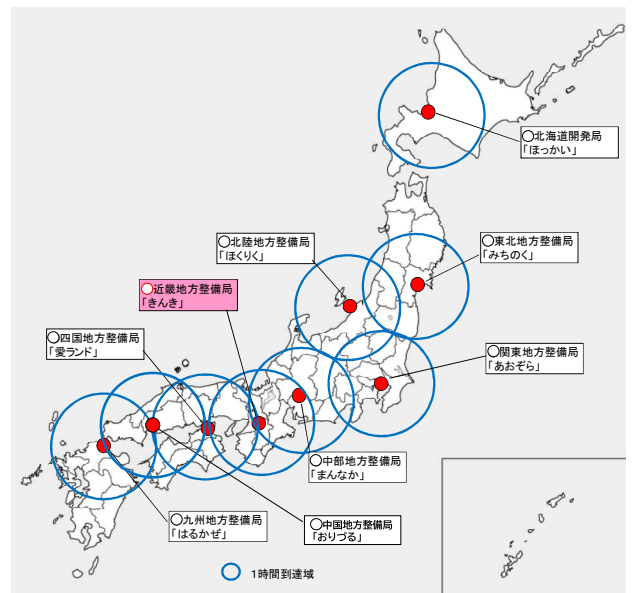 ○北海道開発局
「ほっかい」
○東北地方整備局
「みちのく」
○北陸地方整備局
「ほくりく」
○近畿地方整備局
「きんき」
○四国地方整備局
「愛ランド」
○関東地方整備局
「あおぞら」
○中部地方整備局
「まんなか」
○九州地方整備局
「はるかぜ」
○中国地方整備局
「おりづる」
1時間到達域